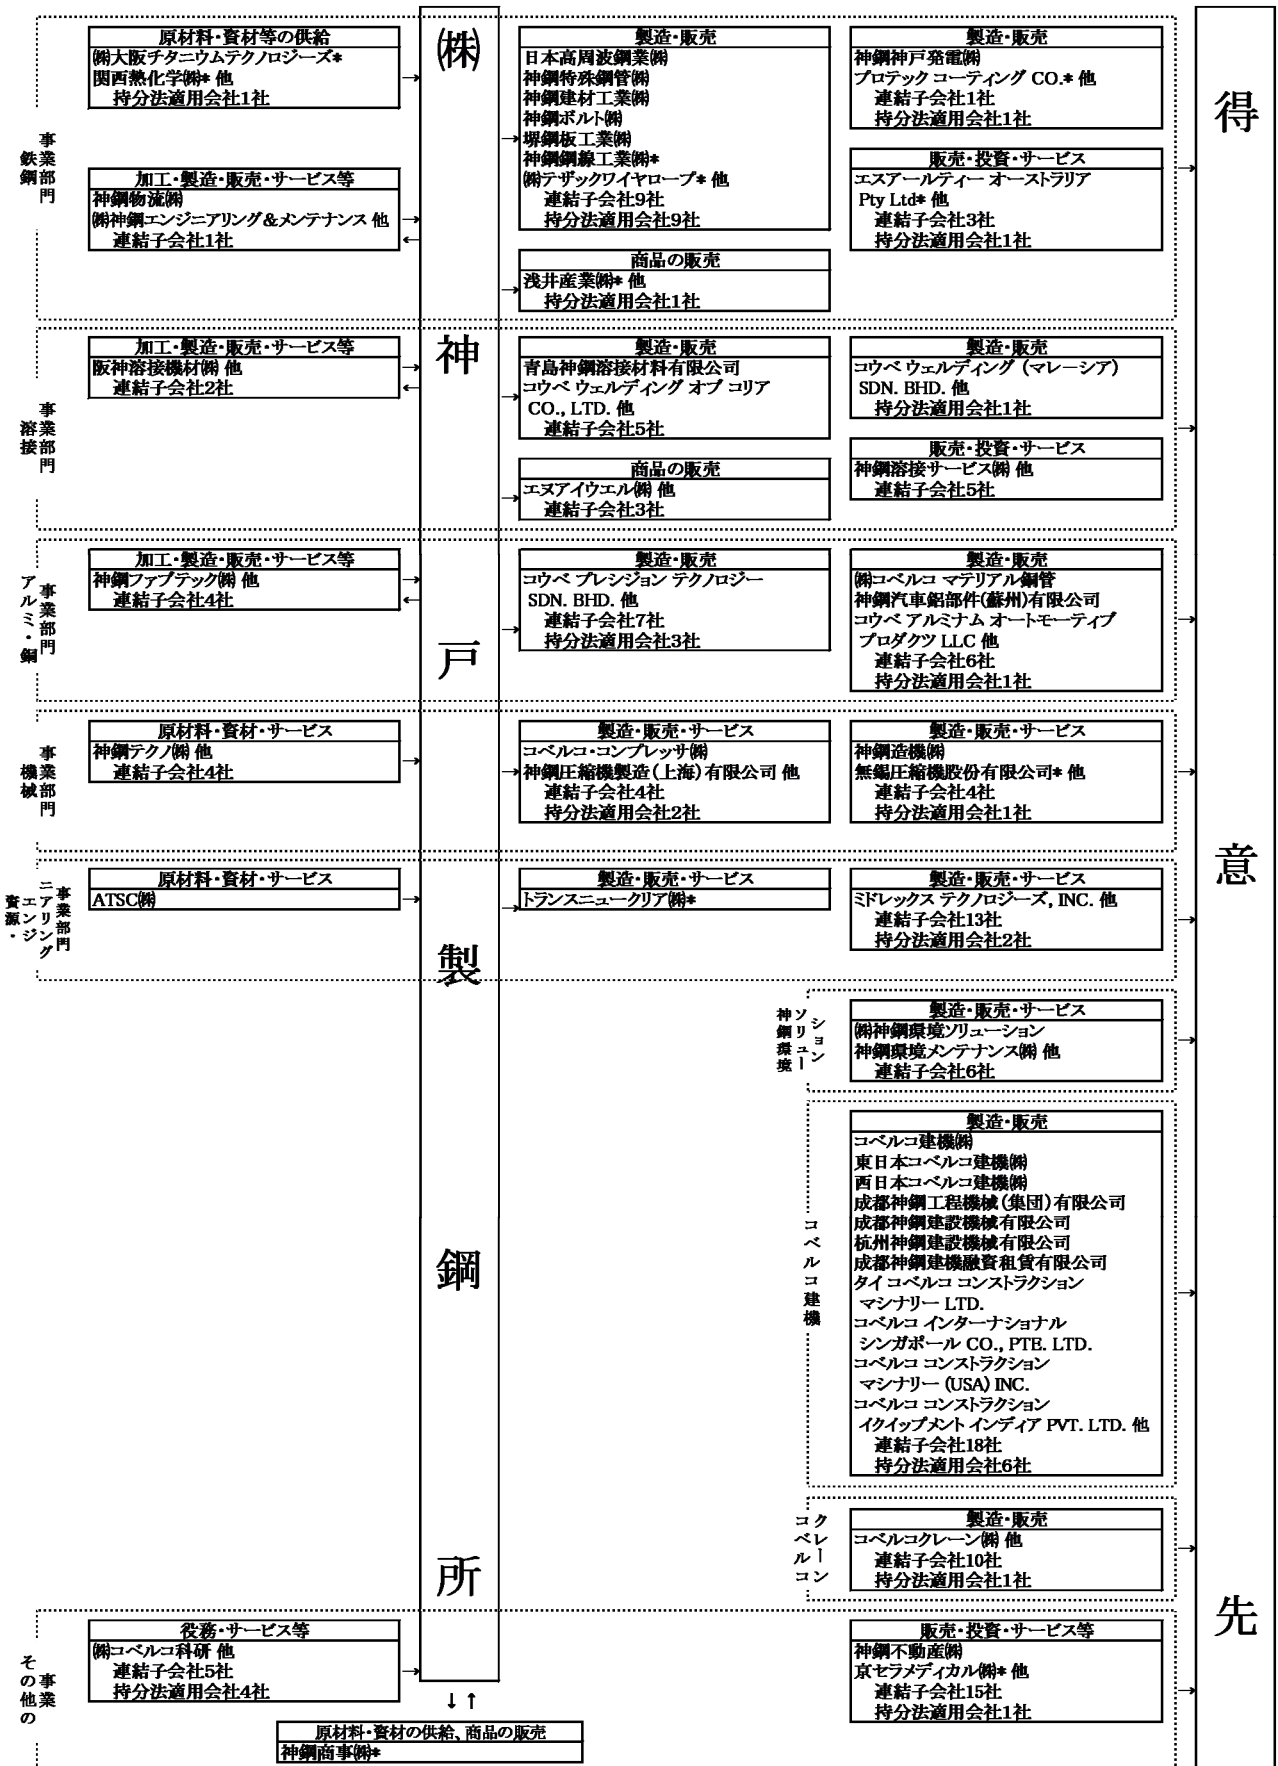 鉄鋼
事業部門
原材料・資材等の供給
㈱大阪チタニウムテクノロジーズ*
関西熱化学㈱* 他
持分法適用会社1社
→
加工・製造・販売・サービス等
神鋼物流㈱
㈱神鋼エンジニアリング&メンテナンス 他
連結子会社1社
→
←
㈱
神
戸
製
鋼
所
製造・販売
日本高周波鋼業㈱
神鋼特殊鋼管㈱
神鋼建材工業㈱
神鋼ボルト㈱
堺鋼板工業㈱
神鋼鋼線工業㈱*
㈱テザックワイヤロープ* 他
連結子会社9社
持分法適用会社9社
→
商品の販売
浅井産業㈱* 他
持分法適用会社1社
→
製造・販売
神鋼神戸発電㈱
プロテック コーティング CO.* 他
連結子会社1社
持分法適用会社1社
販売・投資・サービス
エスアールティー オーストラリア
Pty Ltd* 他
連結子会社3社
持分法適用会社1社
→
得
意
先
溶接
事業部門
加工・製造・販売・サービス等
阪神溶接機材㈱ 他
連結子会社2社
→
←
製造・販売
青島神鋼溶接材料有限公司
コウベ ウェルディング オブ コリア
CO., LTD. 他
連結子会社5社
→
商品の販売
エヌアイウエル㈱ 他
連結子会社3社
→
製造・販売
コウベ ウェルディング (マレーシア)
SDN. BHD. 他
持分法適用会社1社
販売・投資・サービス
神鋼溶接サービス㈱ 他
連結子会社5社
→
アルミ・銅
事業部門
加工・製造・販売・サービス等
神鋼ファブテック㈱ 他
連結子会社4社
→
←
製造・販売
コウベ プレシジョン テクノロジー
SDN. BHD. 他
連結子会社7社
持分法適用会社3社
→
製造・販売
㈱コベルコ マテリアル銅管
神鋼汽車鋁部件(蘇州)有限公司
コウベ アルミナム オートモーティブ
プロダクツ LLC 他
連結子会社6社
持分法適用会社1社
→
機械
事業部門
原材料・資材・サービス
神鋼テクノ㈱ 他
連結子会社4社
→
製造・販売・サービス
コベルコ・コンプレッサ㈱
神鋼圧縮機製造(上海)有限公司 他
連結子会社4社
持分法適用会社2社
→
製造・販売・サービス
神鋼造機㈱
無錫圧縮機股份有限公司* 他
連結子会社4社
持分法適用会社1社
→
資源・
エンジ
ニアリング
事業部門
原材料・資材・サービス
ATSC㈱
→
製造・販売・サービス
トランスニュークリア㈱*
→
製造・販売・サービス
ミドレックス テクノロジーズ, INC. 他
連結子会社13社
持分法適用会社2社
→
神鋼環境
ソリュー
ション
製造・販売・サービス
㈱神鋼環境ソリューション
神鋼環境メンテナンス㈱ 他
連結子会社6社
→
コベルコ建機
製造・販売
コベルコ建機㈱
東日本コベルコ建機㈱
西日本コベルコ建機㈱
成都神鋼工程機械(集団)有限公司
成都神鋼建設機械有限公司
杭州神鋼建設機械有限公司
成都神鋼建機融資租賃有限公司
タイ コベルコ コンストラクション
マシナリー LTD.
コベルコ インターナショナル
シンガポール CO., PTE. LTD.
コベルコ コンストラクション
マシナリー (USA) INC.
コベルコ コンストラクション
イクイップメント インディア PVT. LTD. 他
連結子会社18社
持分法適用会社6社
→
コベルコ
クレーン
製造・販売
コベルコクレーン㈱ 他
連結子会社10社
持分法適用会社1社
→
その他の
事業
役務・サービス等
㈱コベルコ科研 他
連結子会社5社
持分法適用会社4社
→
↓↑
原材料・資材の供給、商品の販売
神鋼商事㈱*
販売・投資・サービス等
神鋼不動産㈱
京セラメディカル㈱* 他
連結子会社15社
持分法適用会社1社
→